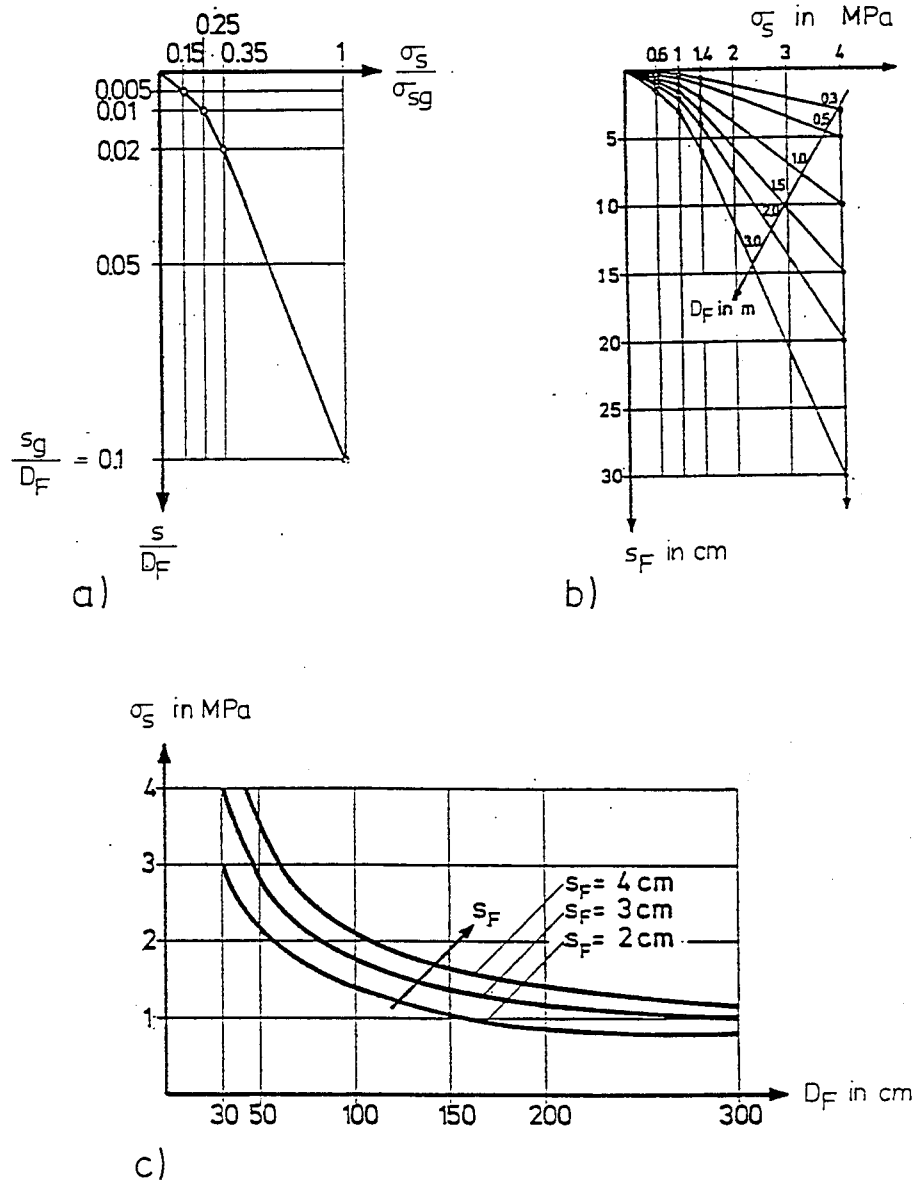 0.25
0.15 0.35 1 σs/σsg
0.005
0.01
0.02
0.05
sg/DF = 0.1
s/DF
a)
σs in MPa
0.6 1 1.4 2 3 4
0.3
0.5
1.0
1.5
2.0
3.0
DF in m
5
10
15
20
25
30
sF in cm
b)
σs in MPa
4
3
2
1
sF
sF = 4 cm
sF = 3 cm
sF = 2 cm
30 50 100 150 200 300
DF in cm
c)